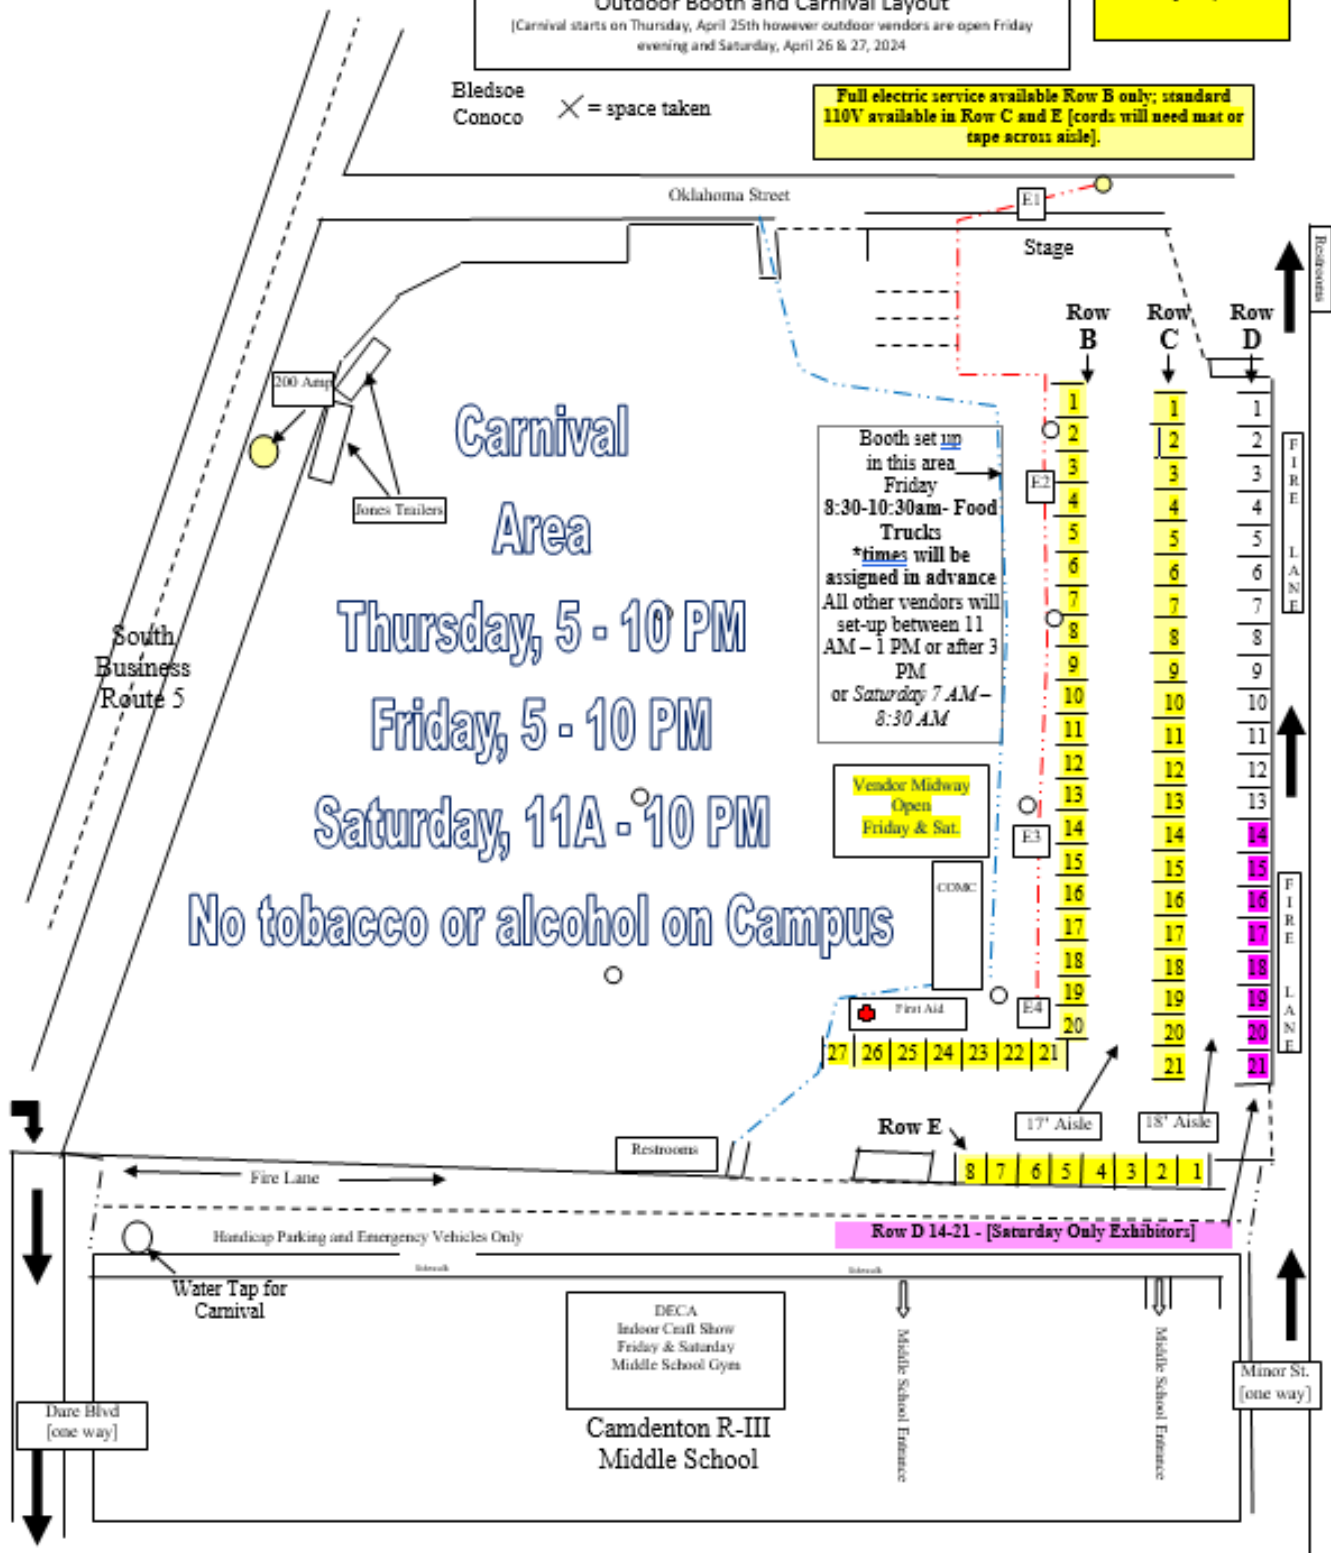 Outdoor Booth and Carnival Layout
[Carnival starts on Thursday, April 25th however outdoor vendors are open Friday
evening and Saturday, April 26 & 27, 2024
Bledsoe
Conoco
= space taken
Full electric service available Row B only; standard
110V available in Row C and E [cords will need mat or
tape across aisle].
Oklahoma Street
E1
Stage
Restrooms
Row
B
Row
C
Row
D
200 Amp
Jones Trailers
Carnival
Area
Thursday, 5 - 10 PM
Friday, 5 - 10 PM
Saturday, 11A - 10 PM
No tobacco or alcohol on Campus
South
Business
Route 5
Booth set up
in this area
Friday
8:30-10:30am- Food
Trucks
*times will be
assigned in advance
All other vendors will
set-up between 11
AM – 1 PM or after 3
PM
or Saturday 7 AM –
8:30 AM
Vendor Midway
Open
Friday & Sat.
COMC
First Aid
E2
E3
E4
1
2
3
4
5
6
7
8
9
10
11
12
13
14
15
16
17
18
19
20
27 26 25 24 23 22 21
1
2
3
4
5
6
7
8
9
10
11
12
13
14
15
16
17
18
19
20
21
1
2
3
4
5
6
7
8
9
10
11
12
13
14
15
16
17
18
19
20
21
FIRE LANE
FIRE LANE
17' Aisle
18' Aisle
Row E
8 7 6 5 4 3 2 1
Restrooms
Fire Lane
Handicap Parking and Emergency Vehicles Only
Row D 14-21 - [Saturday Only Exhibitors]
Sidewalk
Sidewalk
Water Tap for
Carnival
DECA
Indoor Craft Show
Friday & Saturday
Middle School Gym
Camdenton R-III
Middle School
Middle School Entrance
Middle School Entrance
Dare Blvd
[one way]
Minor St.
[one way]